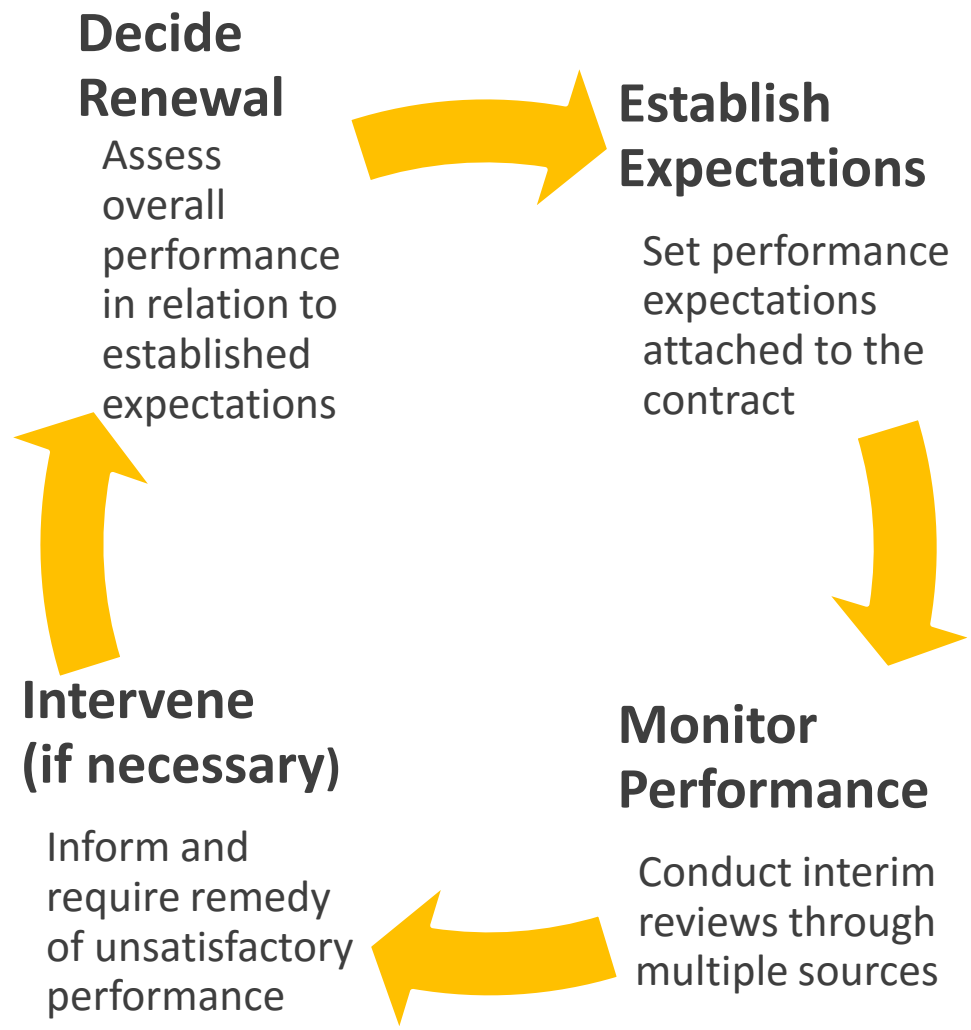 Decide
Renewal
Assess
overall
performance
in relation to
established
expectations
Establish
Expectations
Set performance
expectations
attached to the
contract
Monitor
Performance
Conduct interim
reviews through
multiple sources
Intervene
(if necessary)
Inform and
require remedy
of unsatisfactory
performance